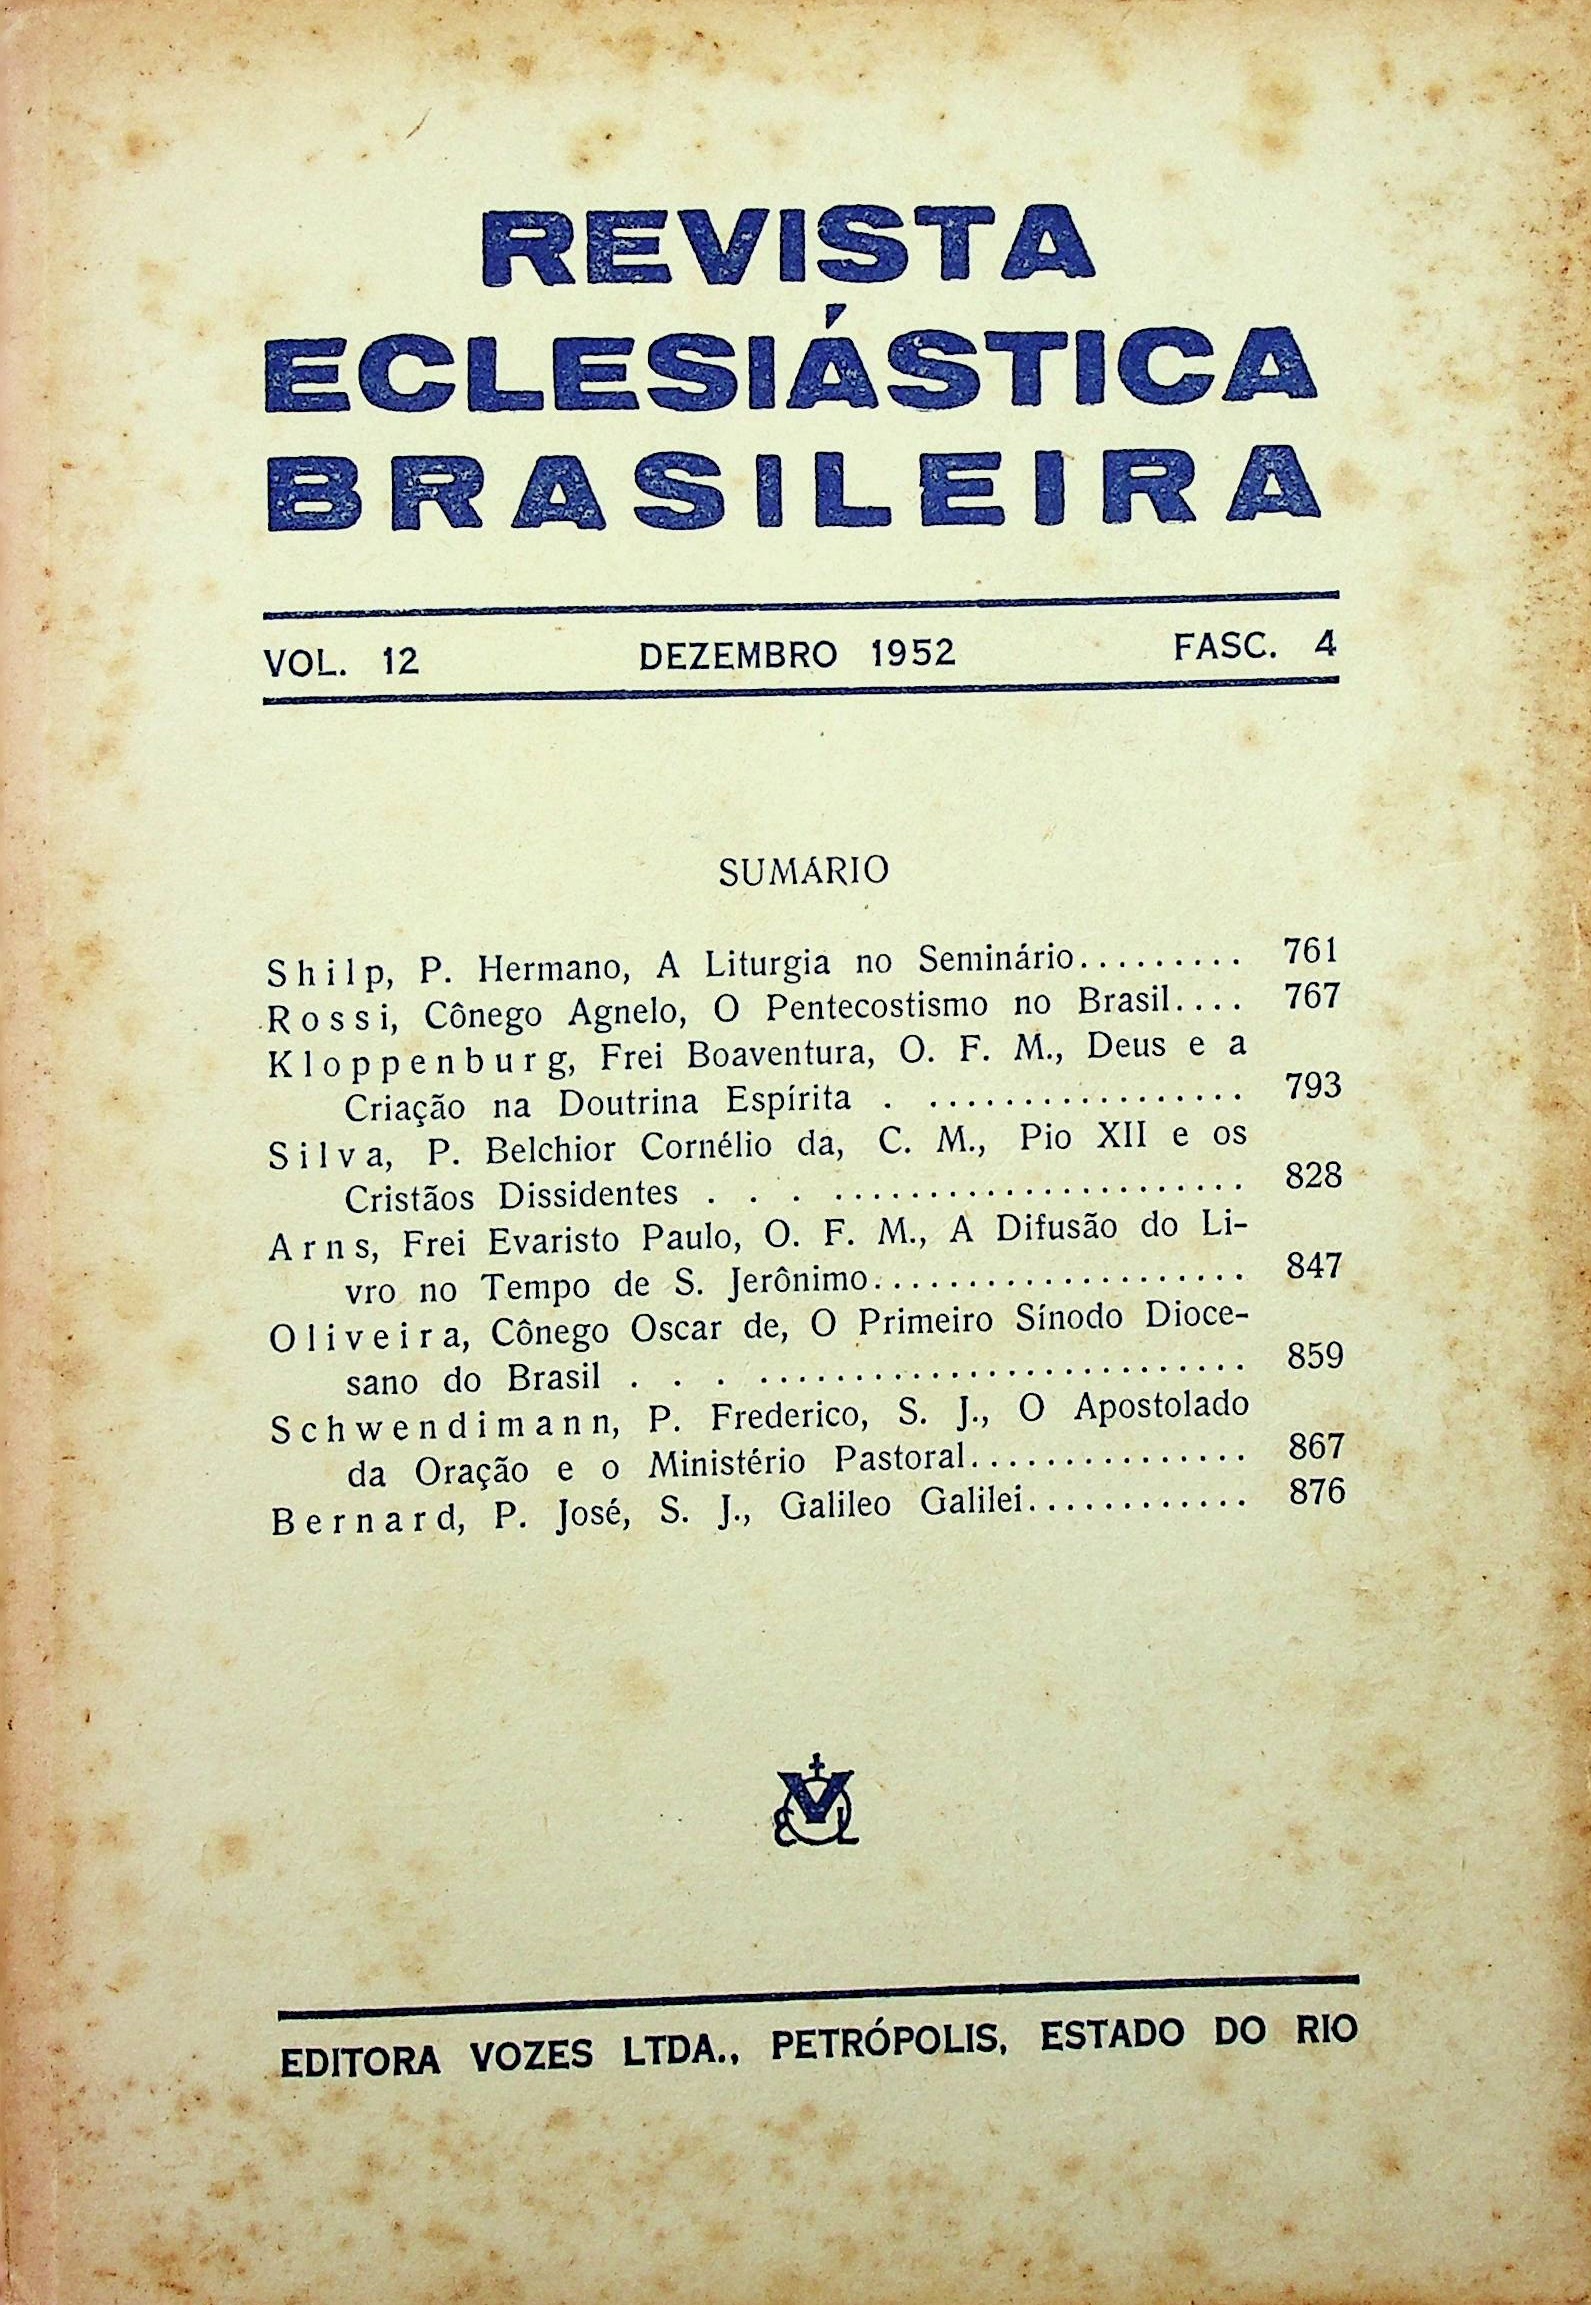 REVISTA
ECLESIÁSTICA
BRASILEIRA
VOL. 12 DEZEMBRO 1952 FASC. 4
SUMÁRIO
Shilp, P. Hermano, A Liturgia no Seminário......... 761
Rossi, Cônego Agnelo, O Pentecostismo no Brasil.... 767
Kloppenburg, Frei Boaventura, O. F. M., Deus e a
Criação na Doutrina Espírita . ................. 793
Silva, P. Belchior Cornélio da, C. M., Pio XII e os
Cristãos Dissidentes . . . ...................... 828
Arns, Frei Evaristo Paulo, O. F. M., A Difusão do Li-
vro no Tempo de S. Jerônimo.................... 847
Oliveira, Cônego Oscar de, O Primeiro Sínodo Dioce-
sano do Brasil . . . .......................... 859
Schwendimann, P. Frederico, S. J., O Apostolado
da Oração e o Ministério Pastoral............... 867
Bernard, P. José, S. J., Galileo Galilei............ 876
EDITORA VOZES LTDA., PETRÓPOLIS, ESTADO DO RIO